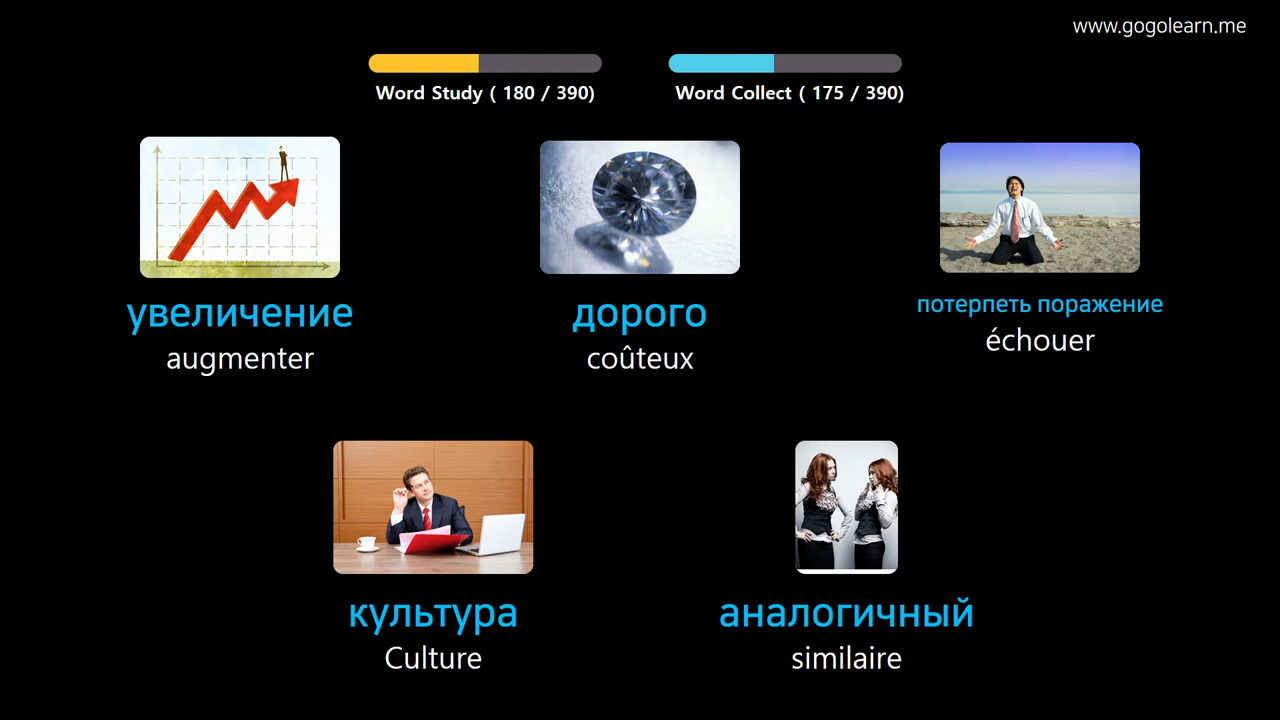 www.gogolearn.me
Word Study ( 180 / 390)
Word Collect ( 175 / 390)
увеличение
augmenter
дорого
coûteux
потерпеть поражение
échouer
культура
Culture
аналогичный
similaire